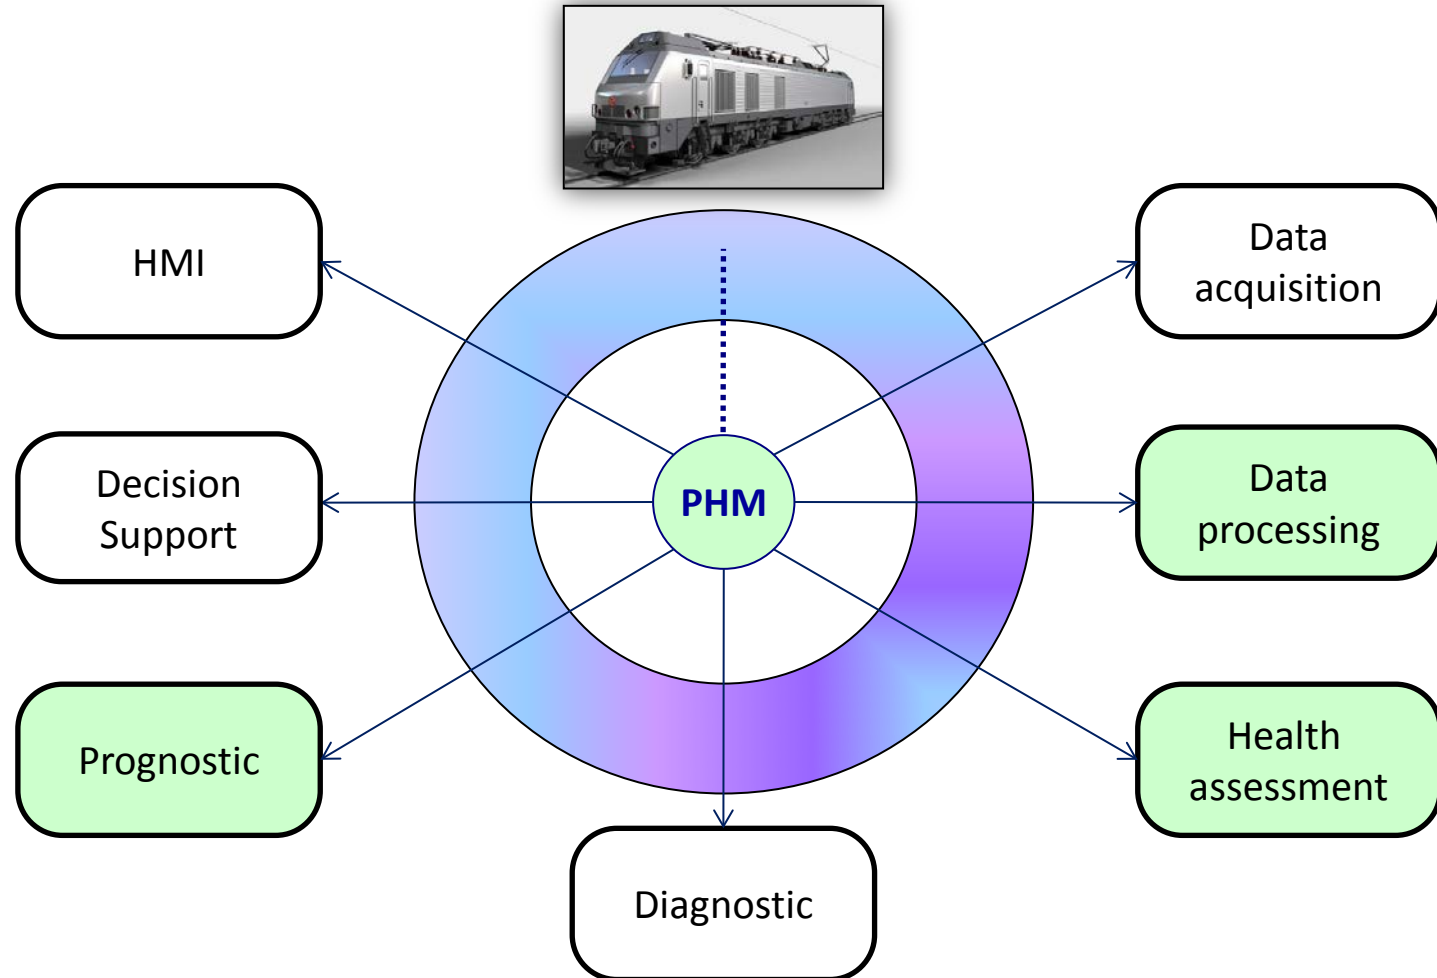 HMI
Data
acquisition
Decision
Support
PHM
Data
processing
Prognostic
Health
assessment
Diagnostic